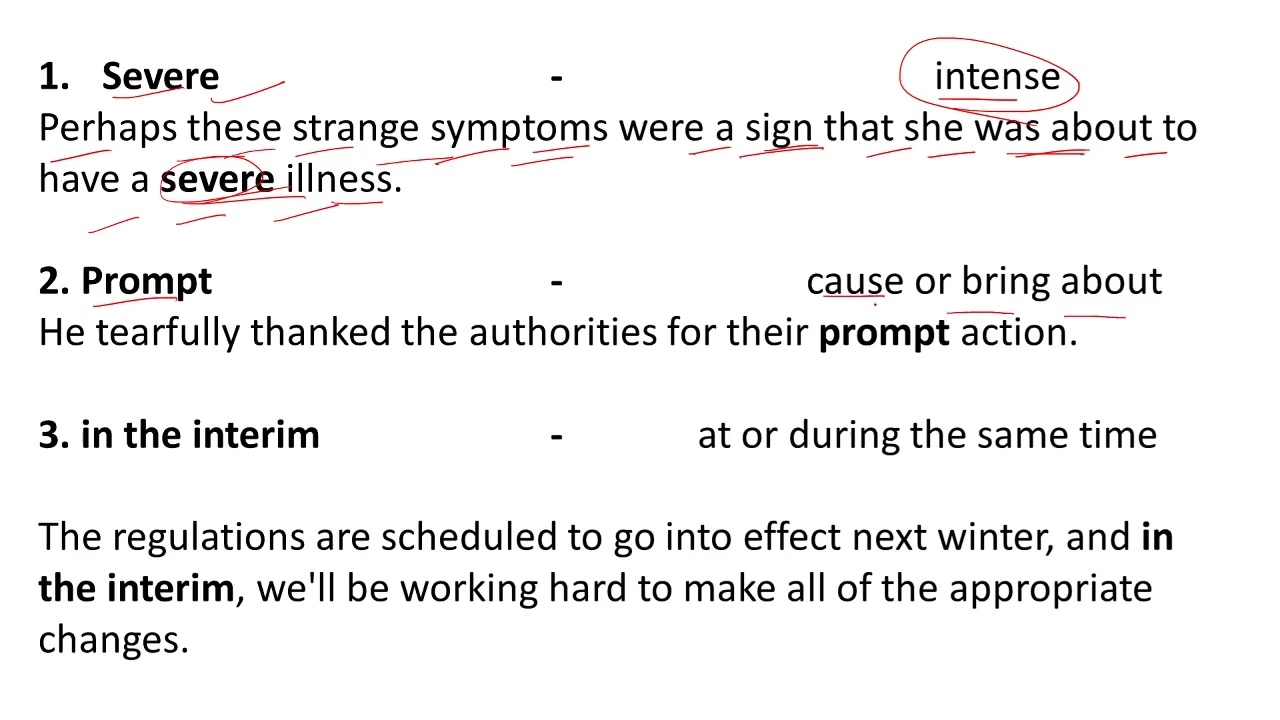 1. Severe - intense
Perhaps these strange symptoms were a sign that she was about to
have a severe illness.
2. Prompt - cause or bring about
He tearfully thanked the authorities for their prompt action.
3. in the interim - at or during the same time
The regulations are scheduled to go into effect next winter, and in
the interim, we'll be working hard to make all of the appropriate
changes.